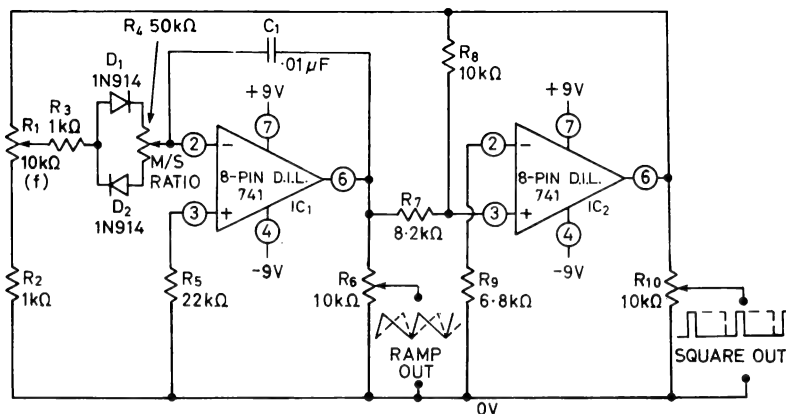 R4 50kΩ
C1
·01μF
D1
1N914
R8
10kΩ
+9V
+9V
R1
10kΩ
(f)
R3
1kΩ
M/S
RATIO
2
−
7
8-PIN D.I.L.
741
IC1
6
3
+
4
−9V
D2
1N914
R7
8·2kΩ
2
−
7
8-PIN D.I.L.
741
IC2
6
3
+
4
−9V
R2
1kΩ
R5
22kΩ
R6
10kΩ
R9
6·8kΩ
R10
10kΩ
RAMP
OUT
SQUARE OUT
0V